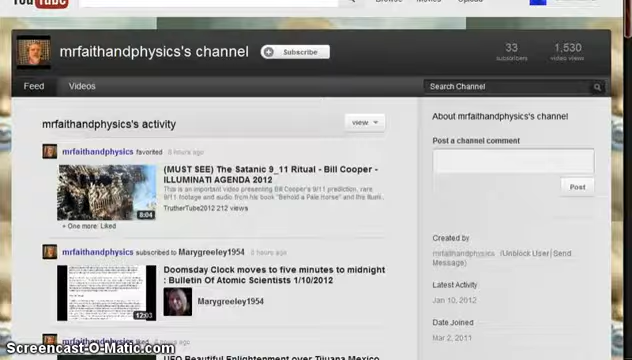 YouTube
Browse Movies Upload
mrfaithandphysics's channel
Subscribe
33
subscribers
1,530
video views
Feed
Videos
Search Channel
mrfaithandphysics's activity
view
mrfaithandphysics favorited 8 hours ago
(MUST SEE) The Satanic 9_11 Ritual - Bill Cooper -
ILLUMINATI AGENDA 2012
This is an important video presenting Bill Cooper's 9/11 prediction, rare
9/11 footage and audio from his book "Behold a Pale Horse" and the Illumi...
TrutherTube2012 212 views
8:04
+ One more: Liked
mrfaithandphysics subscribed to Marygreeley1954
Doomsday Clock moves to five minutes to midnight
: Bulletin Of Atomic Scientists 1/10/2012
Marygreeley1954
12:03
mrfaithandphysics liked
UFO Beautiful Enlightenment over Tijuana Mexico
About mrfaithandphysics's channel
Post a channel comment
Post
Created by
mrfaithandphysics (Unblock User| Send
Message)
Latest Activity
Jan 10, 2012
Date Joined
Mar 2, 2011
Screencast-O-Matic.com